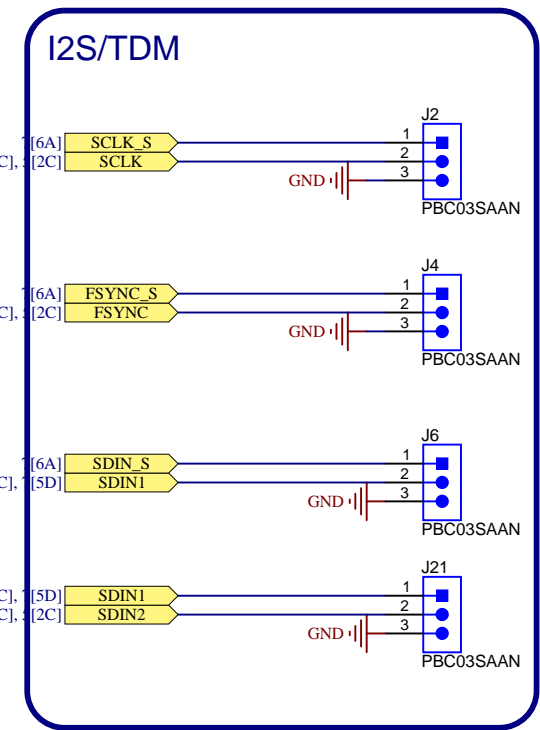 I2S/TDM
J2
[6A] SCLK_S 1
C], [2C] SCLK 2
GND 3
PBC03SAAN
J4
[6A] FSYNC_S 1
C], [2C] FSYNC 2
GND 3
PBC03SAAN
J6
[6A] SDIN_S 1
C], [5D] SDIN1 2
GND 3
PBC03SAAN
J21
C], [5D] SDIN1 1
C], [2C] SDIN2 2
GND 3
PBC03SAAN